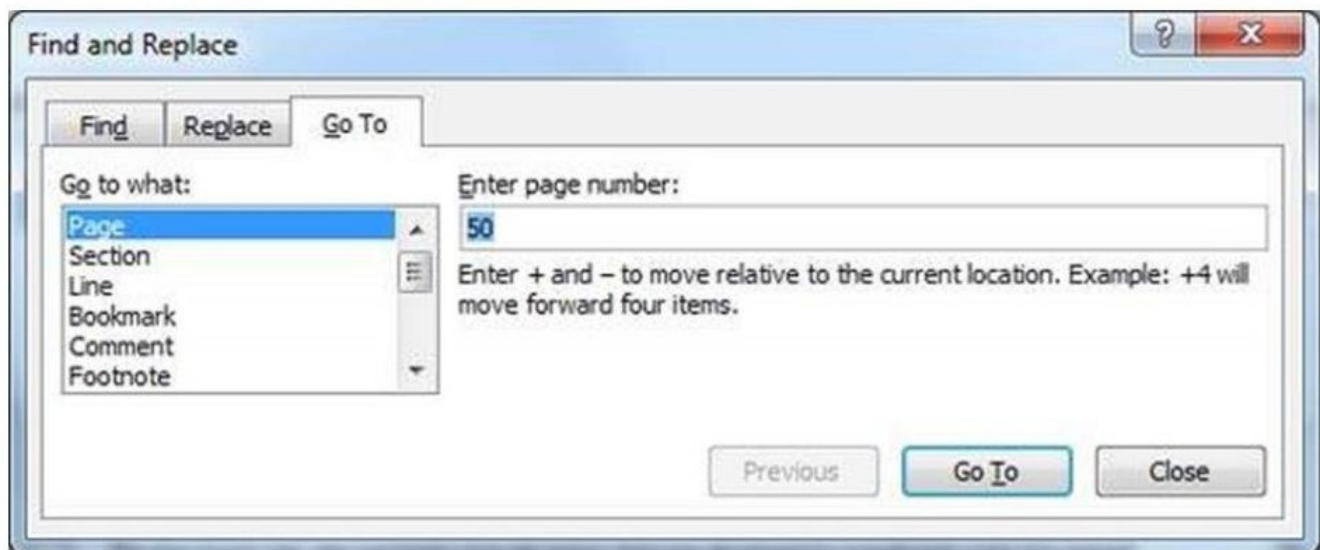 Find and Replace
Find
Replace
Go To
Go to what:
Page
Section
Line
Bookmark
Comment
Footnote
Enter page number:
50
Enter + and – to move relative to the current location. Example: +4 will
move forward four items.
Previous
Go To
Close